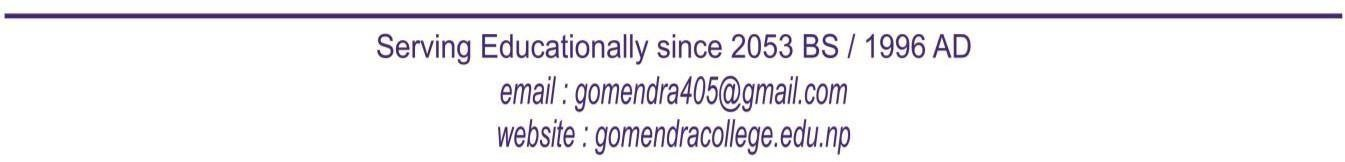 Serving Educationally since 2053 BS / 1996 AD
email : gomendra405@gmail.com
website : gomendracollege.edu.np